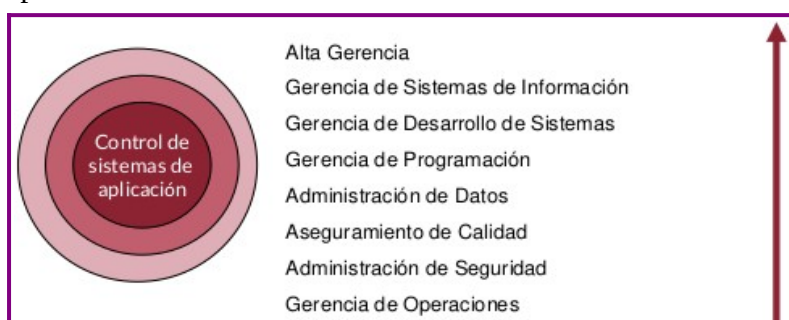 Control de
sistemas de
aplicación
Alta Gerencia
Gerencia de Sistemas de Información
Gerencia de Desarrollo de Sistemas
Gerencia de Programación
Administración de Datos
Aseguramiento de Calidad
Administración de Seguridad
Gerencia de Operaciones